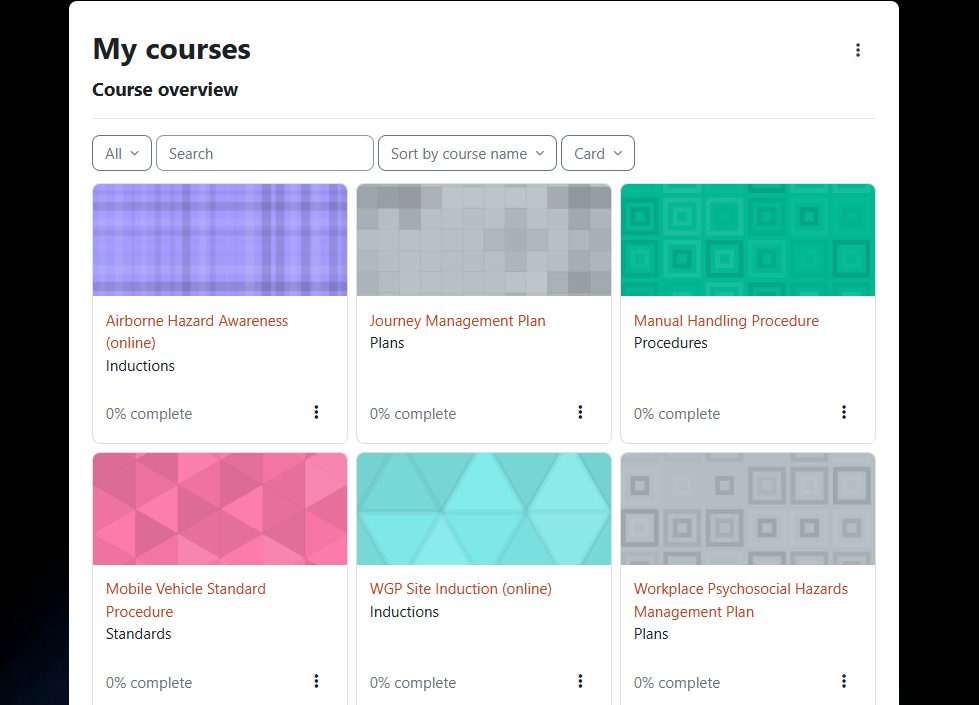 My courses
Course overview
All
Search
Sort by course name
Card
Airborne Hazard Awareness
(online)
Inductions
0% complete
Journey Management Plan
Plans
0% complete
Manual Handling Procedure
Procedures
0% complete
Mobile Vehicle Standard
Procedure
Standards
0% complete
WGP Site Induction (online)
Inductions
0% complete
Workplace Psychosocial Hazards
Management Plan
Plans
0% complete